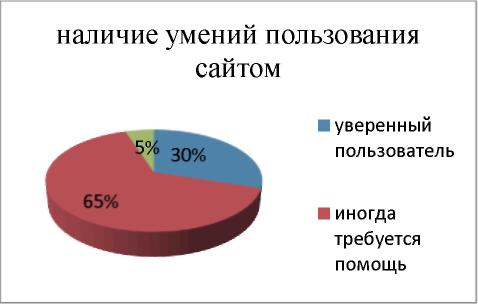 наличие умений пользования
сайтом
5%
30%
65%
уверенный
пользователь
иногда
требуется
помощь